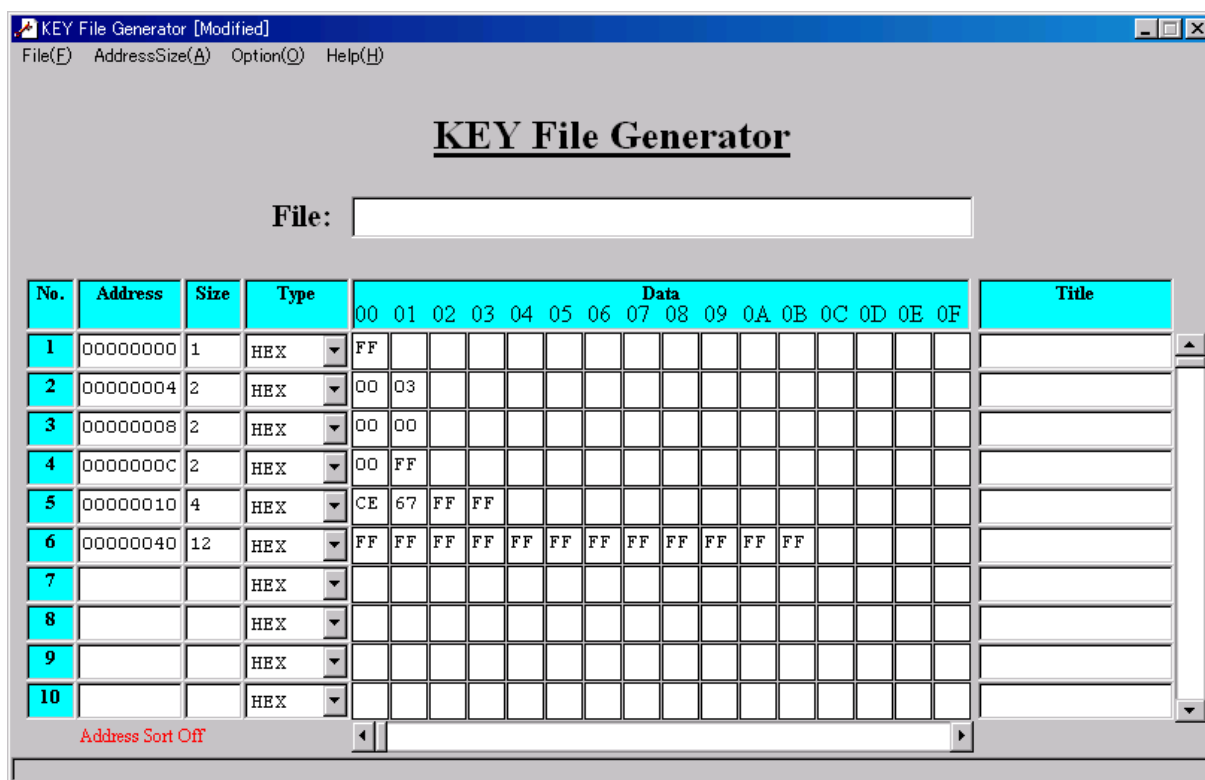 KEY File Generator [Modified]
File(F) AddressSize(A) Option(O) Help(H)
KEY File Generator
File:
No. Address Size Type Data Title
00 01 02 03 04 05 06 07 08 09 0A 0B 0C 0D 0E 0F
1 00000000 1 HEX FF
2 00000004 2 HEX 00 03
3 00000008 2 HEX 00 00
4 0000000C 2 HEX 00 FF
5 00000010 4 HEX CE 67 FF FF
6 00000040 12 HEX FF FF FF FF FF FF FF FF FF FF FF FF
7 HEX
8 HEX
9 HEX
10 HEX
Address Sort Off